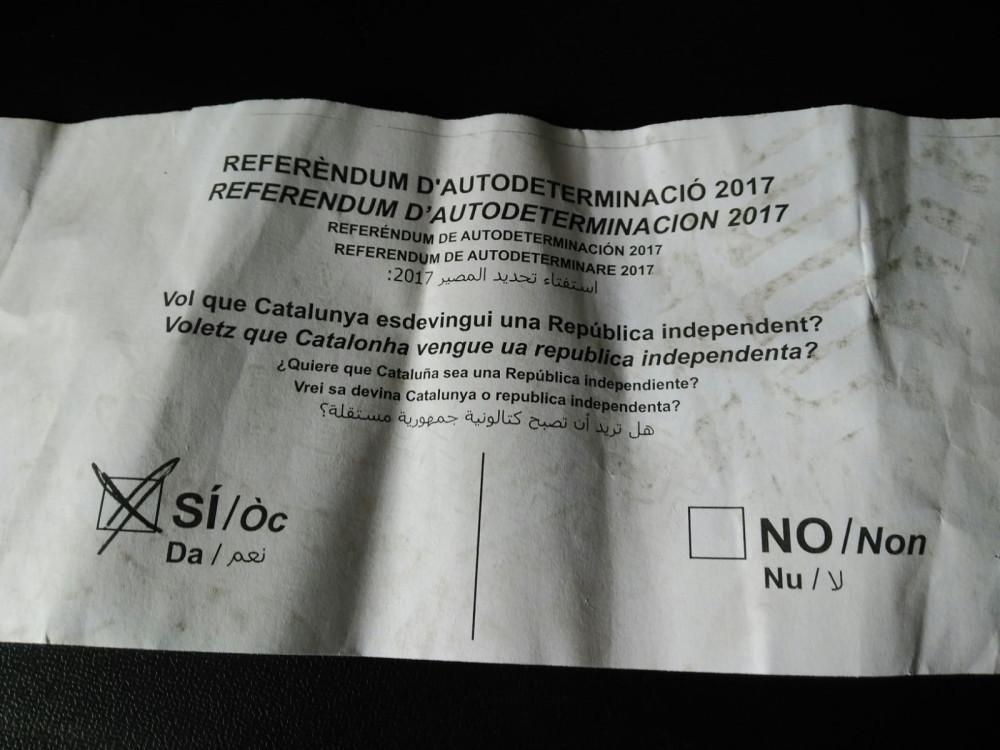 REFERÈNDUM D'AUTODETERMINACIÓ 2017
REFERENDUM D'AUTODETERMINACION 2017
REFERÉNDUM DE AUTODETERMINACIÓN 2017
REFERENDUM DE AUTODETERMINARE 2017
استفتاء تحديد المصير 2017:
Vol que Catalunya esdevingui una República independent?
Voletz que Catalonha vengue ua republica independenta?
¿Quiere que Cataluña sea una República independiente?
Vrei sa devina Catalunya o republica independenta?
هل تريد أن تصبح كتالونية جمهورية مستقلة؟
SÍ/Òc
Da / نعم
NO/Non
Nu / لا